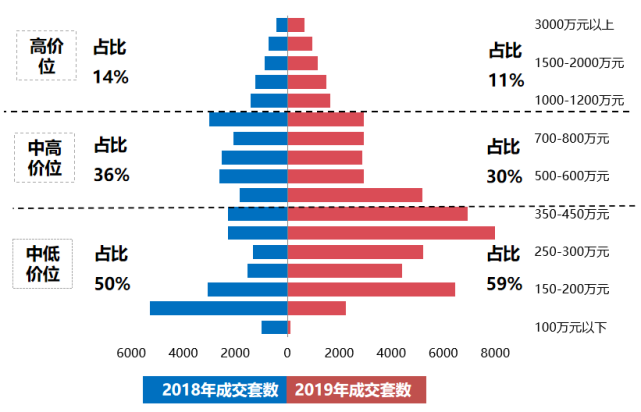 3000万元以上
高价
位
占比
14%
占比
11%
1500-2000万元
1000-1200万元
中高
价位
占比
36%
占比
30%
700-800万元
500-600万元
350-450万元
中低
价位
占比
50%
占比
59%
250-300万元
150-200万元
100万元以下
6000 4000 2000 0 2000 4000 6000 8000
2018年成交套数 2019年成交套数